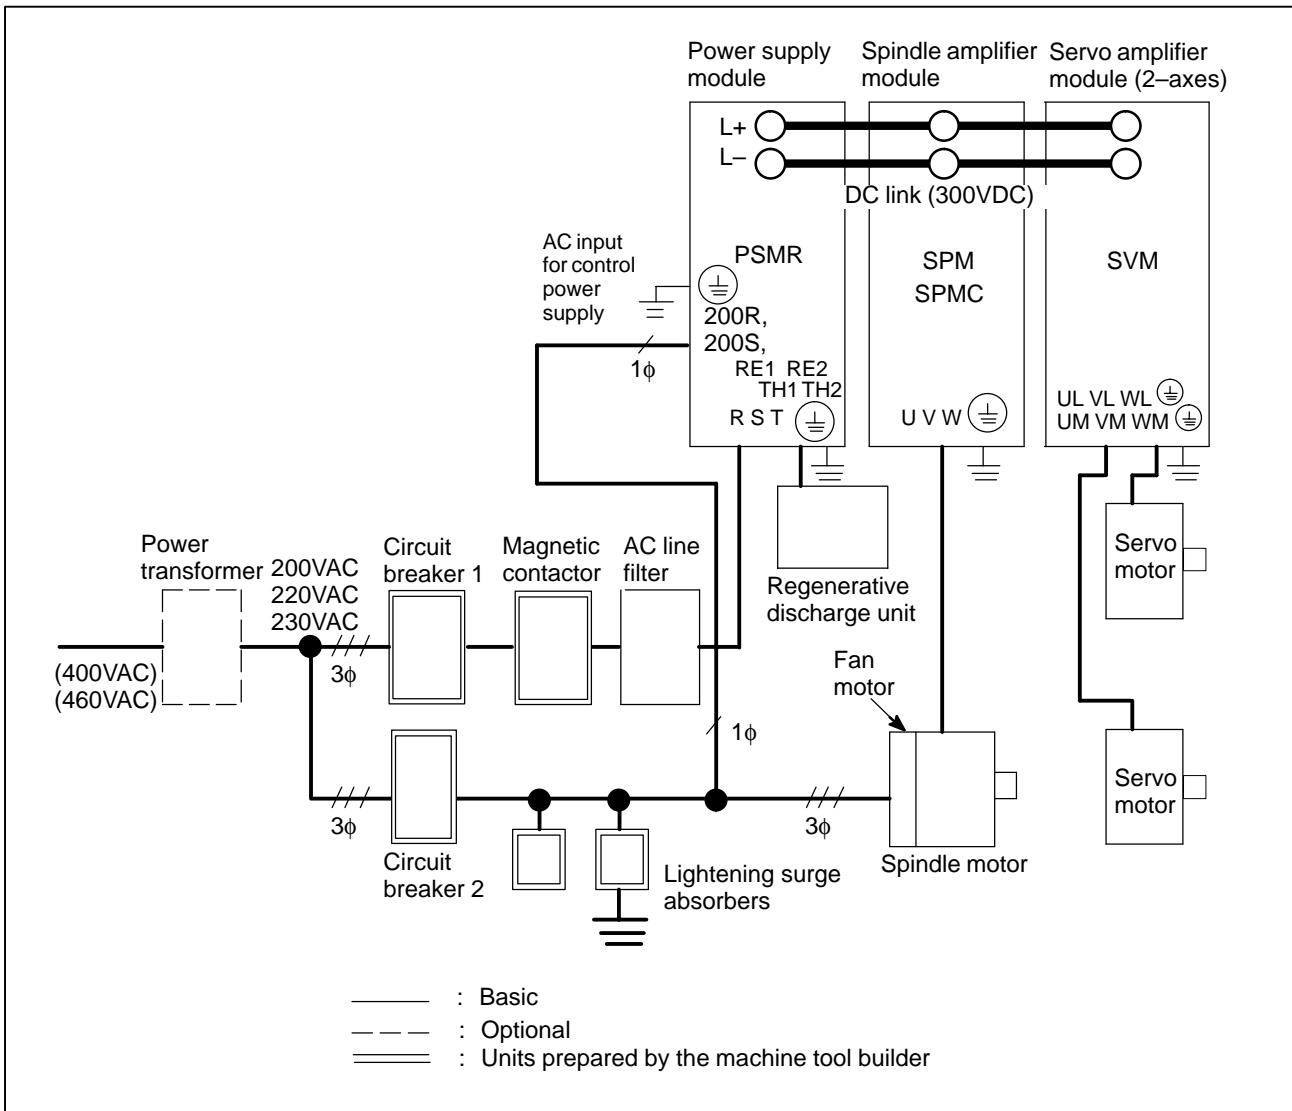 Power supply
module
Spindle amplifier
module
Servo amplifier
module (2–axes)
L+
L–
DC link (300VDC)
AC input
for control
power
supply
PSMR
SPM
SPMC
SVM
200R,
200S,
1ϕ
RE1 RE2
TH1 TH2
R S T
U V W
UL VL WL
UM VM WM
Power
transformer
200VAC
220VAC
230VAC
Circuit
breaker 1
Magnetic
contactor
AC line
filter
Regenerative
discharge unit
Servo
motor
(400VAC)
(460VAC)
3ϕ
Fan
motor
1ϕ
Servo
motor
3ϕ
3ϕ
Circuit
breaker 2
Lightening surge
absorbers
Spindle motor
: Basic
: Optional
: Units prepared by the machine tool builder